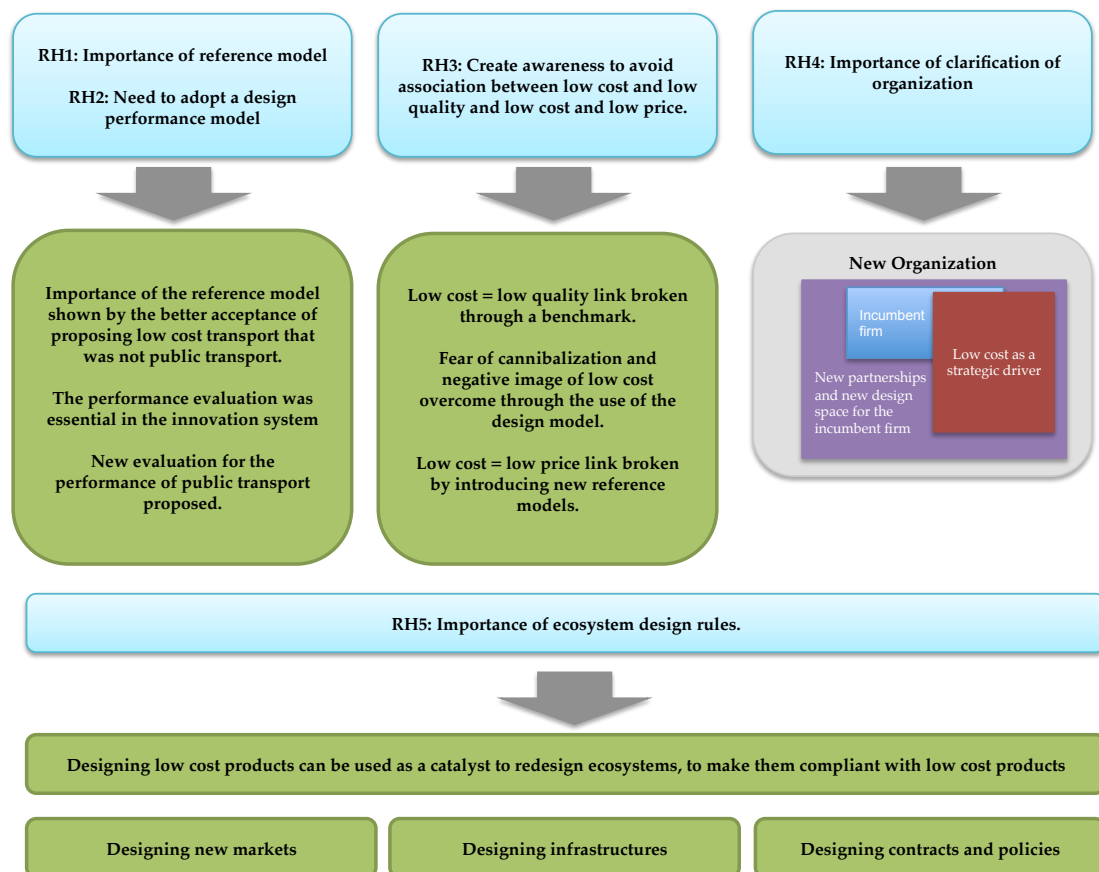 RH1: Importance of reference model
RH2: Need to adopt a design
performance model
RH3: Create awareness to avoid
association between low cost and low
quality and low cost and low price.
RH4: Importance of clarification of
organization
Importance of the reference model
shown by the better acceptance of
proposing low cost transport that
was not public transport.
The performance evaluation was
essential in the innovation system
New evaluation for the
performance of public transport
proposed.
Low cost = low quality link broken
through a benchmark.
Fear of cannibalization and
negative image of low cost
overcome through the use of the
design model.
Low cost = low price link broken
by introducing new reference
models.
New Organization
Incumbent
firm
Low cost as a
strategic driver
New partnerships
and new design
space for the
incumbent firm
RH5: Importance of ecosystem design rules.
Designing low cost products can be used as a catalyst to redesign ecosystems, to make them compliant with low cost products
Designing new markets
Designing infrastructures
Designing contracts and policies